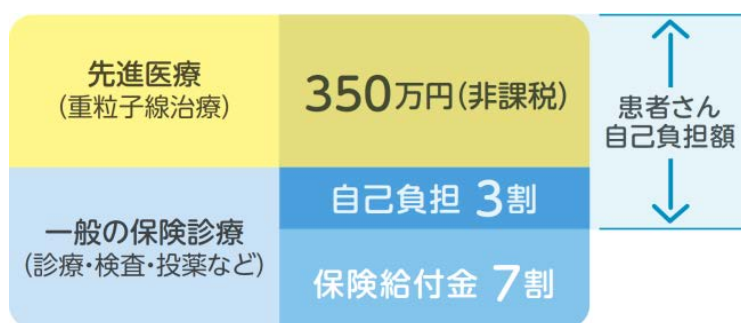 先進医療
(重粒子線治療)
350万円(非課税)
患者さん
自己負担額
一般の保険診療
(診療・検査・投薬など)
自己負担 3割
保険給付金 7割